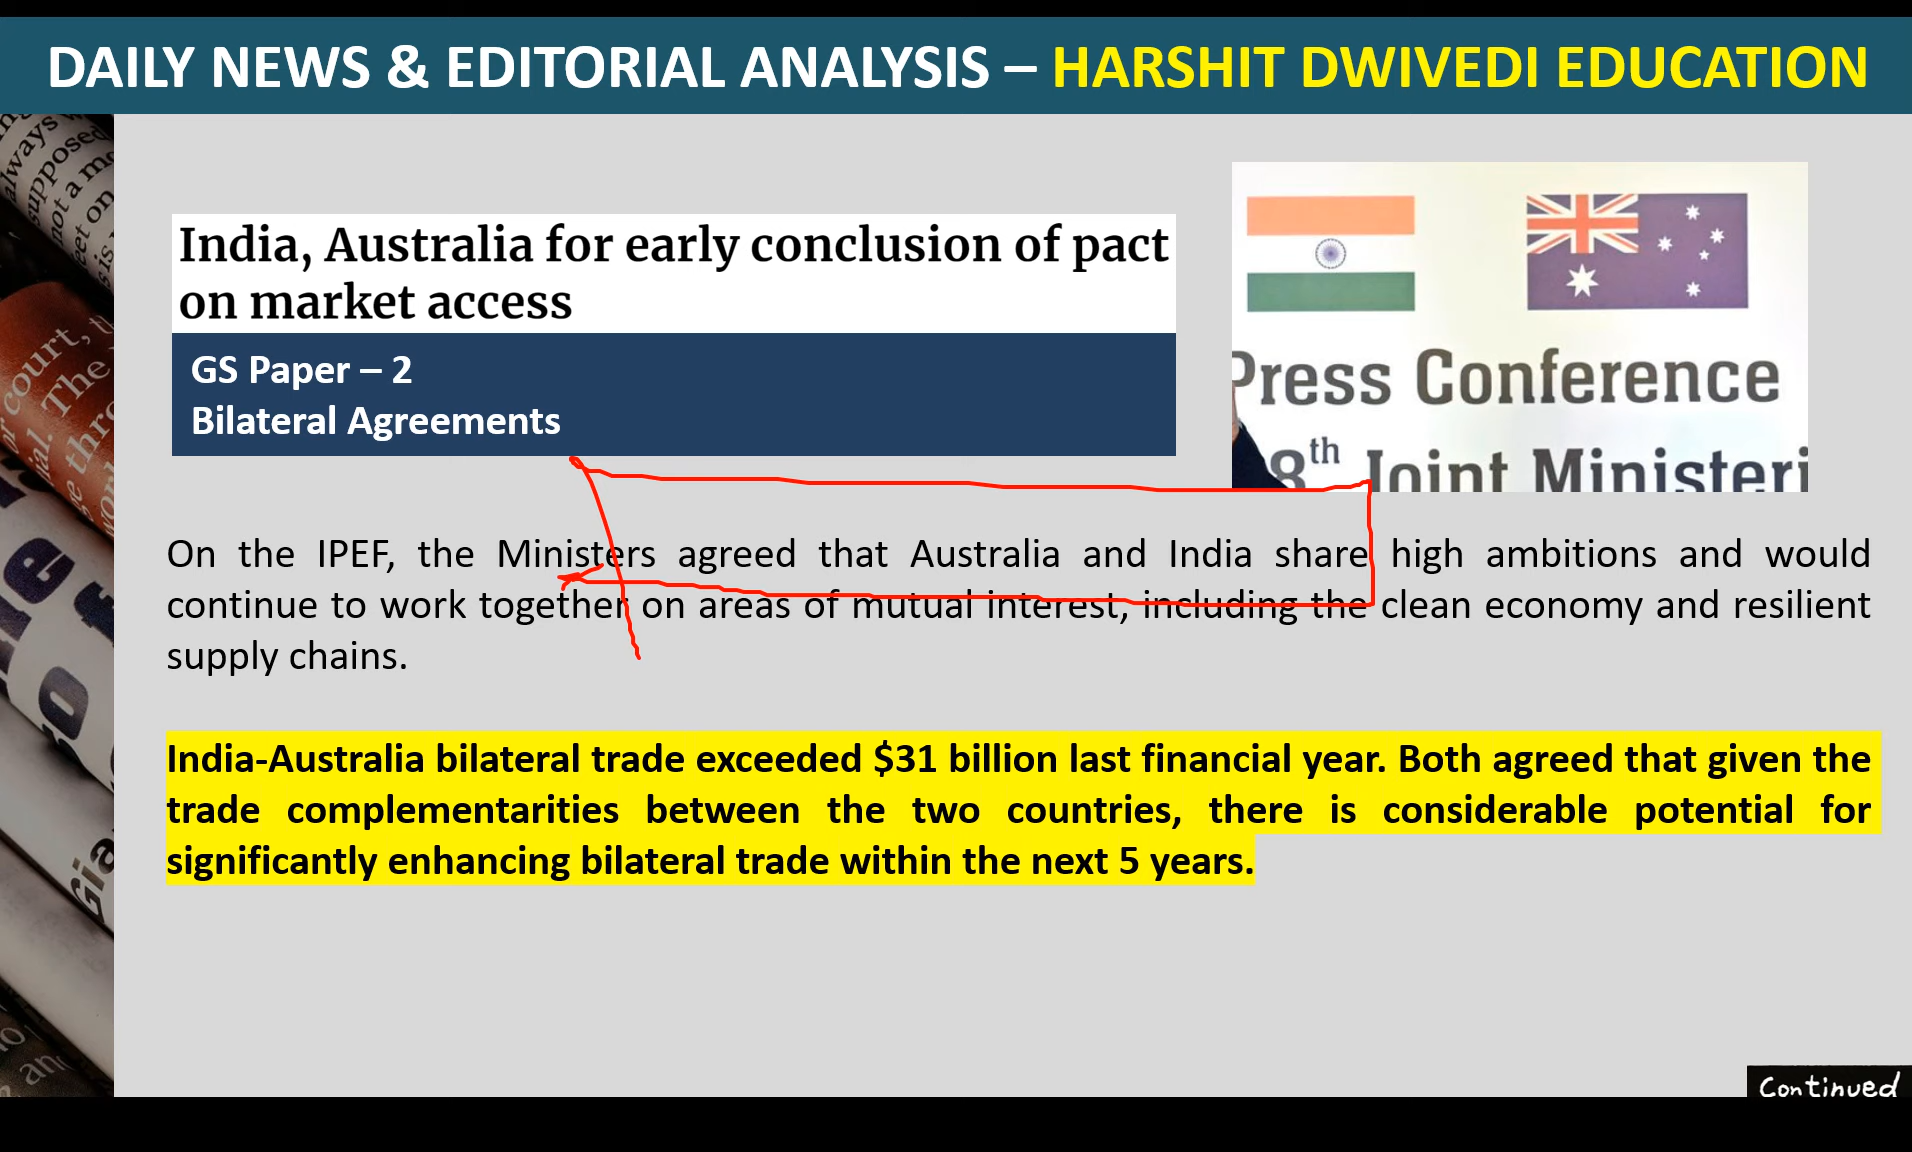 DAILY NEWS & EDITORIAL ANALYSIS – HARSHIT DWIVEDI EDUCATION
India, Australia for early conclusion of pact
on market access
GS Paper – 2
Bilateral Agreements
Press Conference
8th Joint Ministeri
On the IPEF, the Ministers agreed that Australia and India share high ambitions and would
continue to work together on areas of mutual interest, including the clean economy and resilient
supply chains.
India-Australia bilateral trade exceeded $31 billion last financial year. Both agreed that given the
trade complementarities between the two countries, there is considerable potential for
significantly enhancing bilateral trade within the next 5 years.
Continued